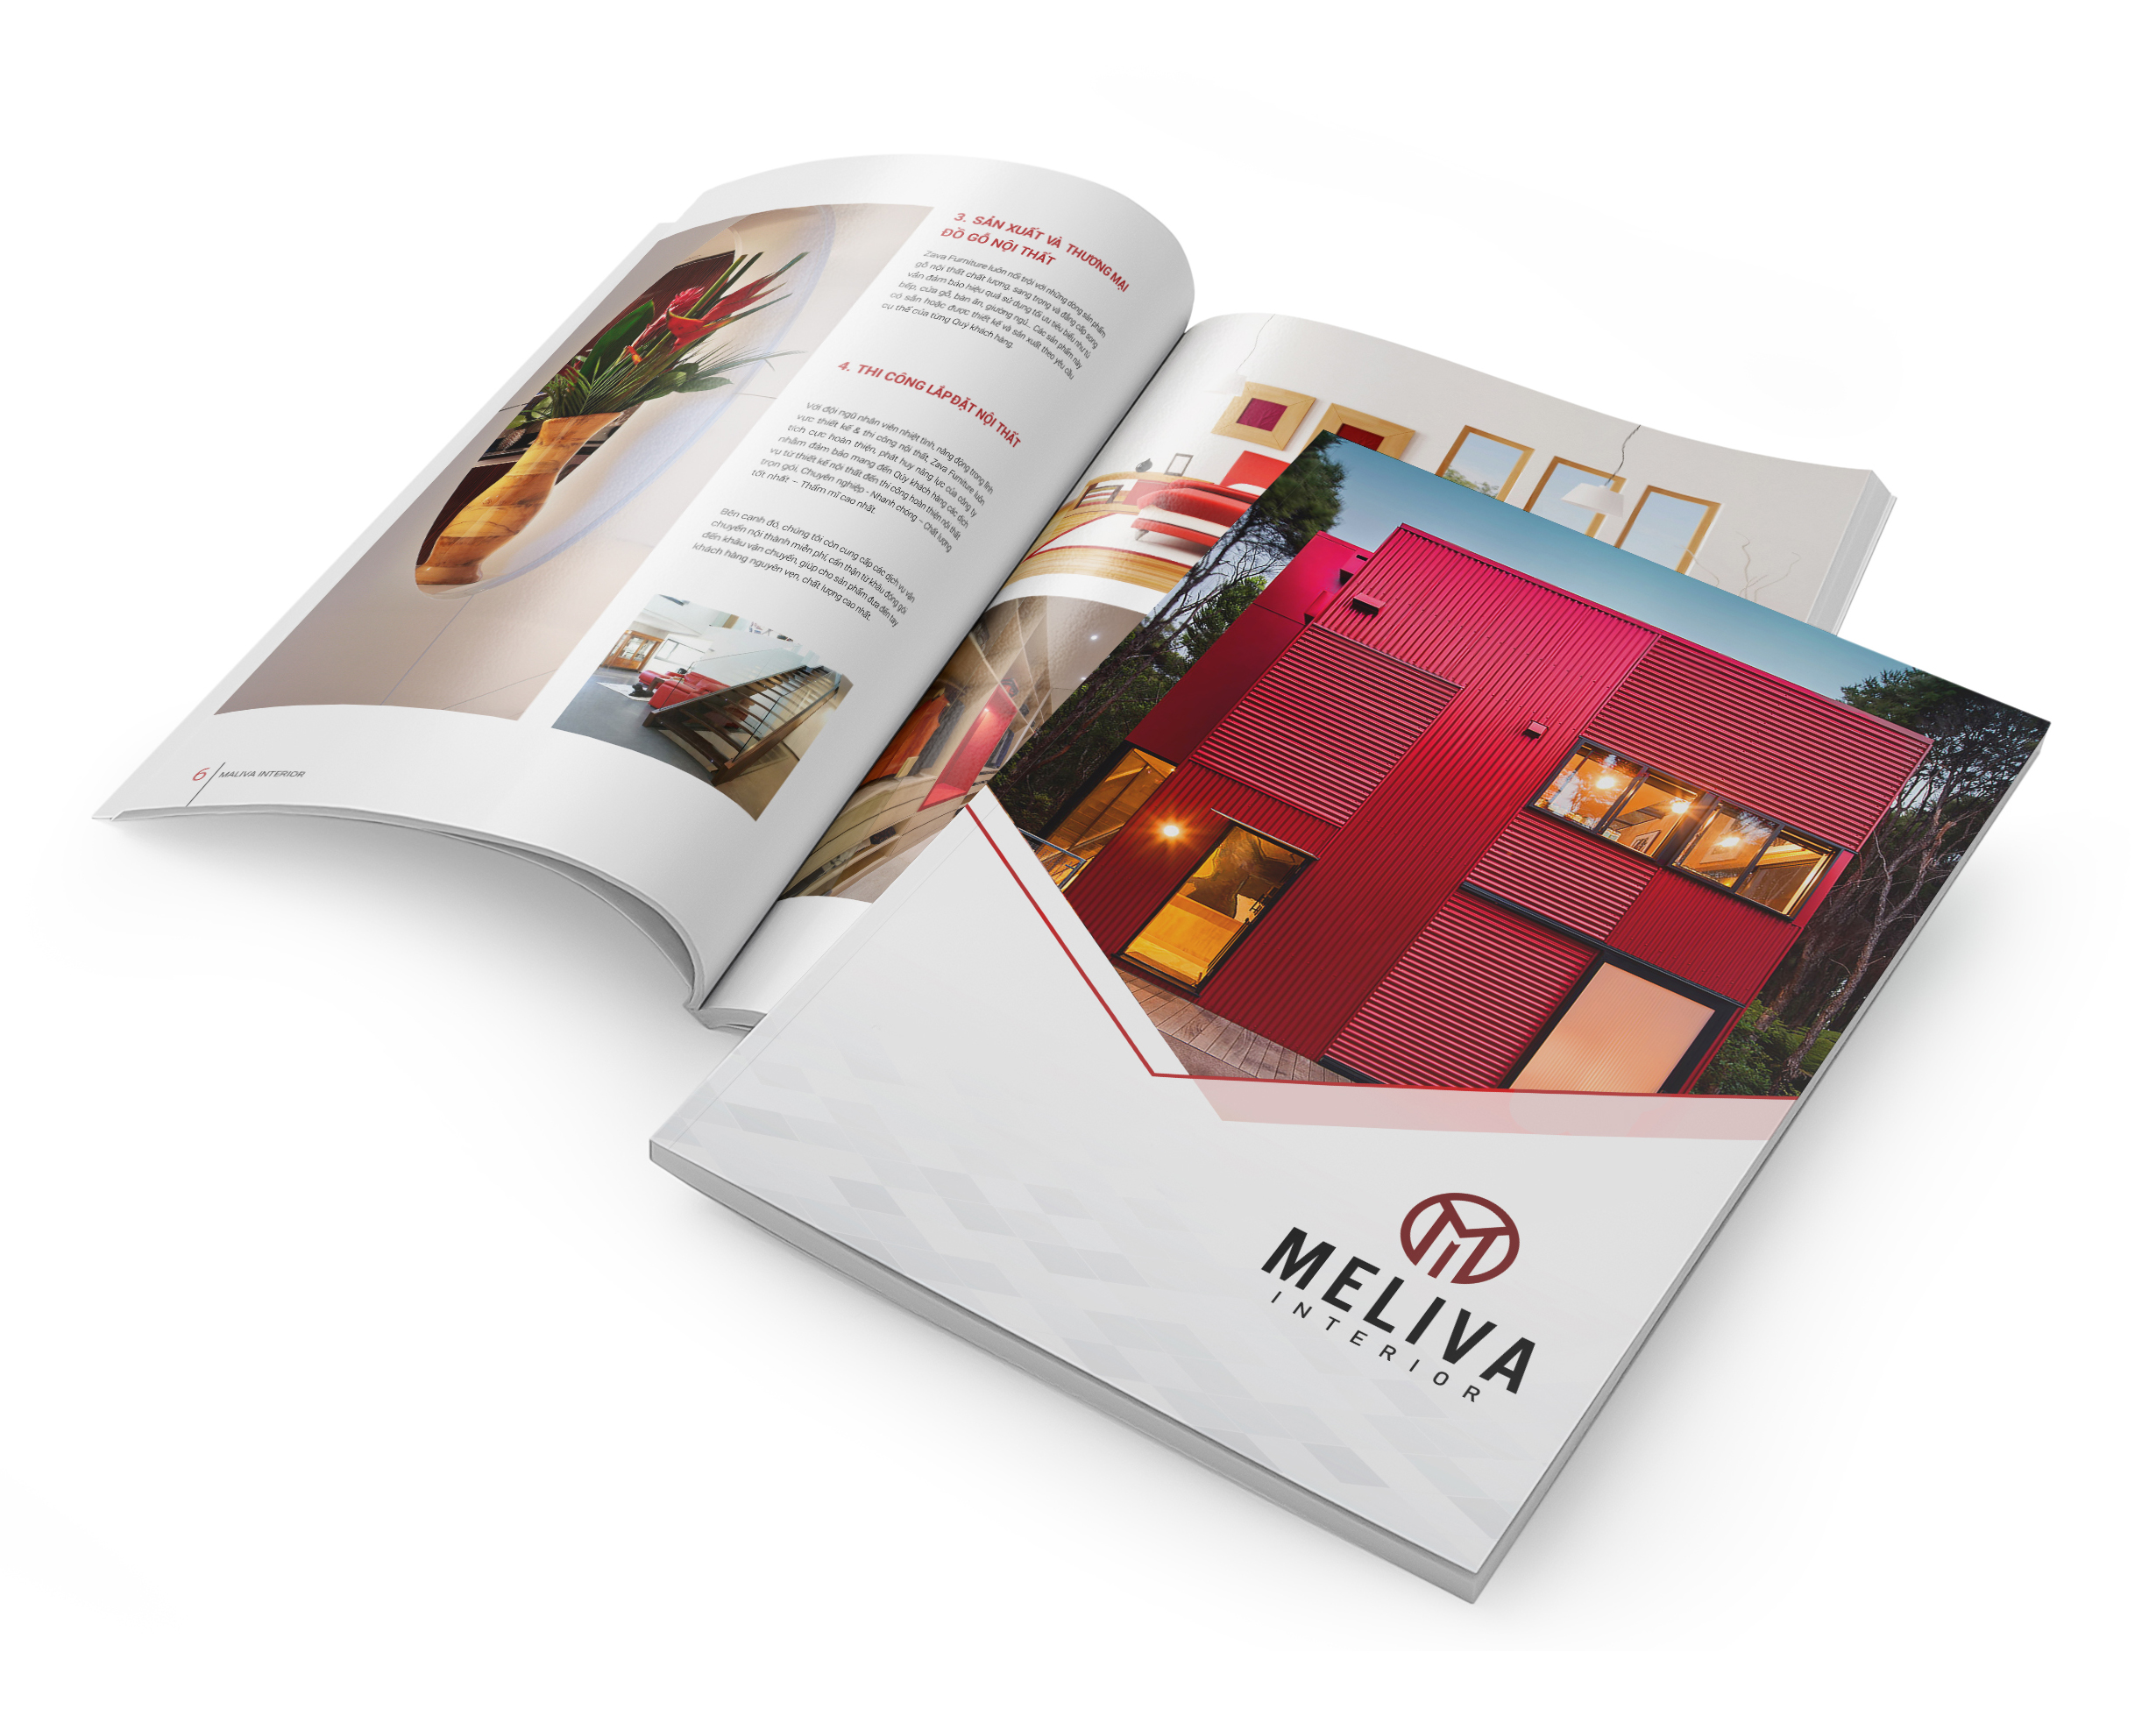 3. SẢN XUẤT VÀ THƯƠNG MẠI
ĐỒ GỖ NỘI THẤT
Zava Furniture luôn nổi trội với những dòng sản phẩm
gỗ nội thất chất lượng, sang trọng và đẳng cấp song
vẫn đảm bảo hiệu quả sử dụng tối ưu tiêu biểu như tủ
bếp, cửa gỗ, bàn ăn, giường ngủ... Các sản phẩm này
có sẵn hoặc được thiết kế và sản xuất theo yêu cầu
cụ thể của từng Quý khách hàng.
4. THI CÔNG LẮP ĐẶT NỘI THẤT
Với đội ngũ nhân viên nhiệt tình, năng động trong lĩnh
vực thiết kế & thi công nội thất, Zava Furniture luôn
tích cực hoàn thiện, phát huy năng lực của công ty
nhằm đảm bảo mang đến Qúy khách hàng các dịch
vụ từ thiết kế nội thất đến thi công hoàn thiện nội thất
trọn gói, Chuyên nghiệp - Nhanh chóng – Chất lượng
tốt nhất – Thẩm mĩ cao nhất.
Bên cạnh đó, chúng tôi còn cung cấp các dịch vụ vận
chuyển nội thành miễn phí, cẩn thận từ khâu đóng gói
đến khâu vận chuyển, giúp cho sản phẩm đưa đến tay
khách hàng nguyên vẹn, chất lượng cao nhất.
6 MALIVA INTERIOR
MELIVA
INTERIOR